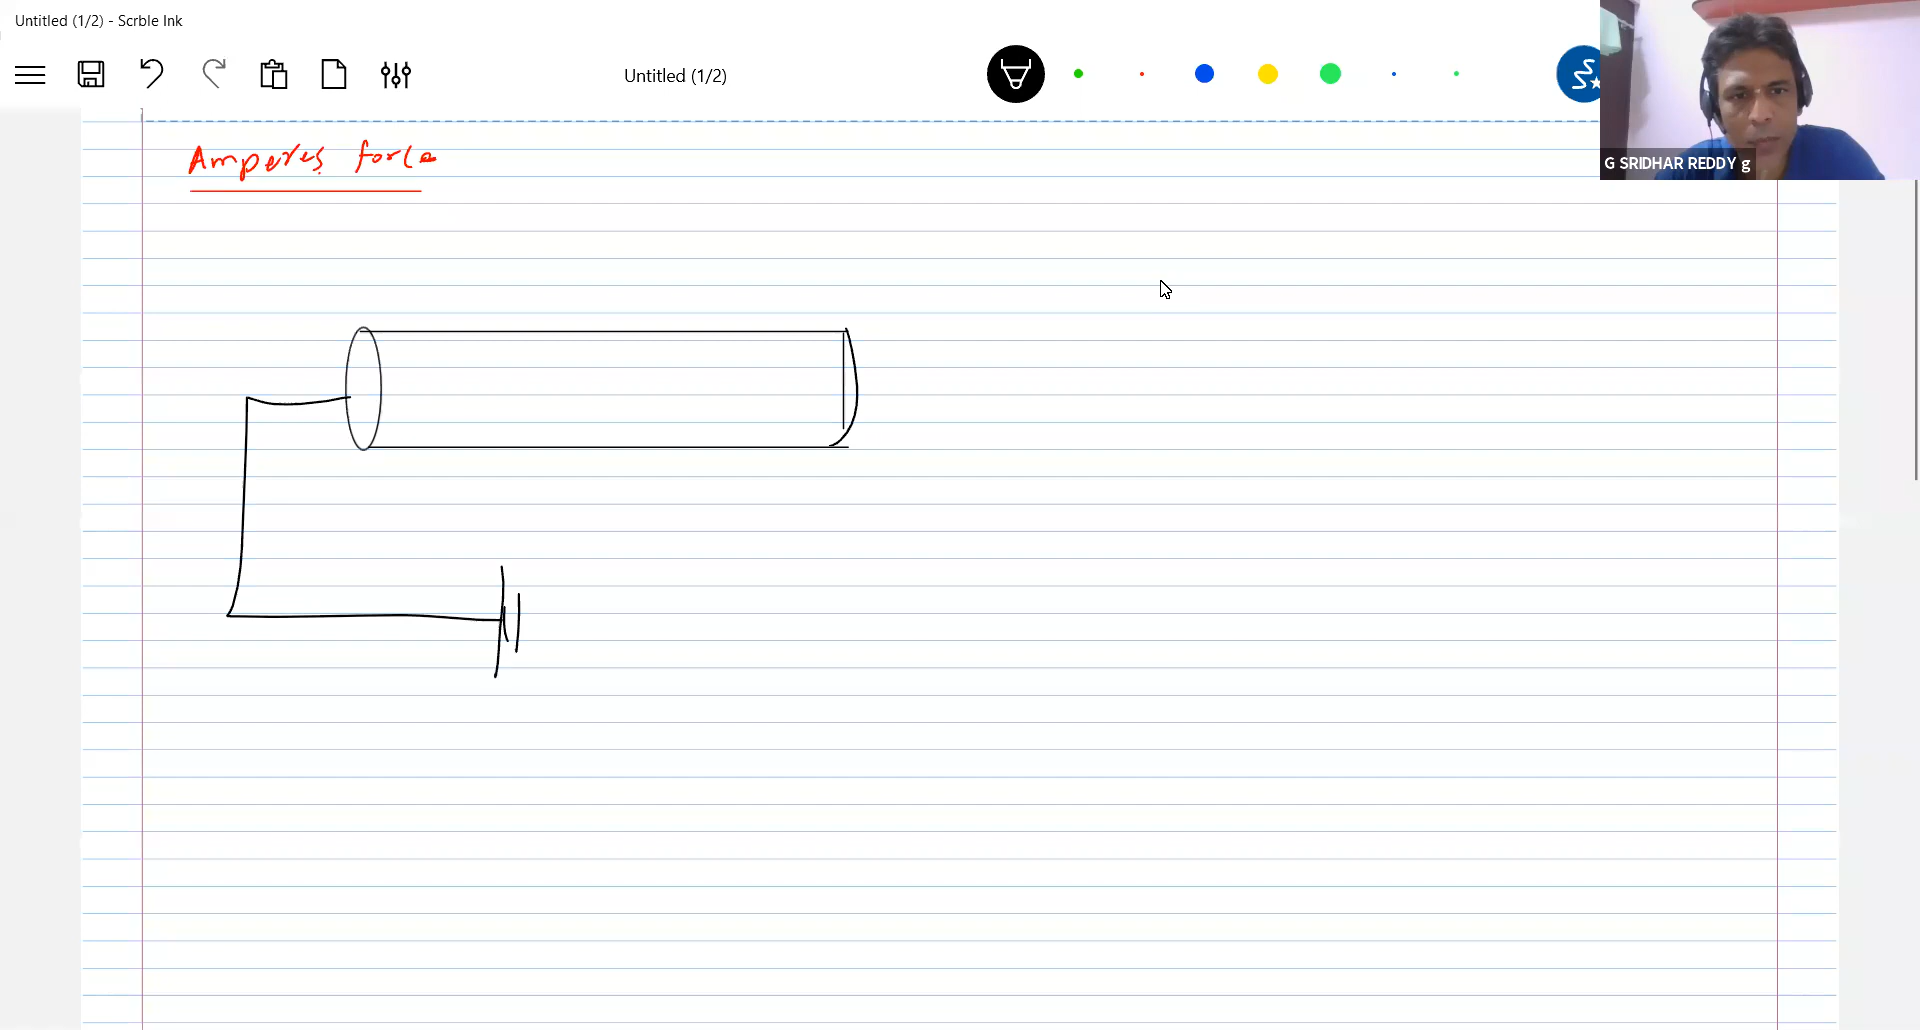 Untitled (1/2) - Scrble Ink
Untitled (1/2)
G SRIDHAR REDDY g
Amperes force